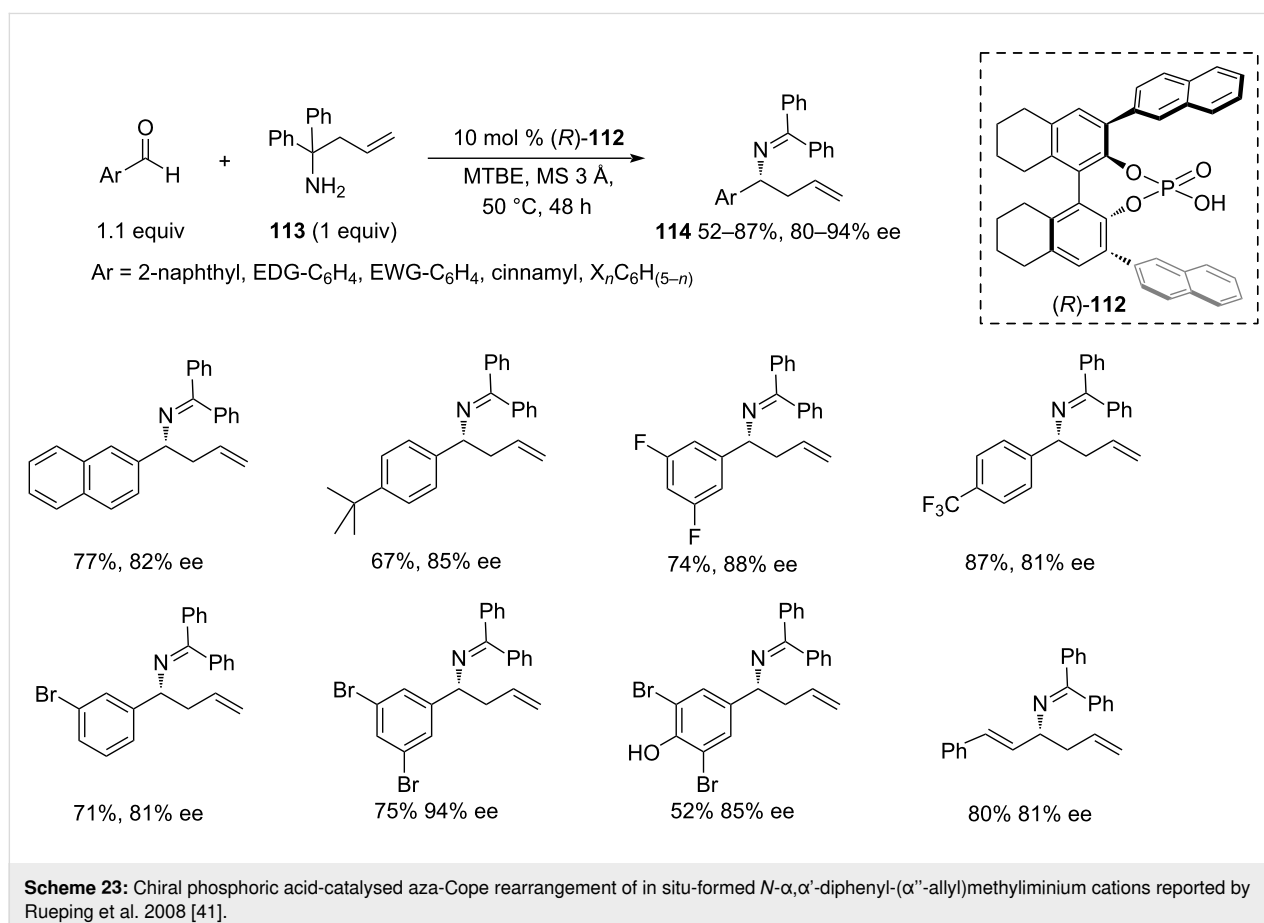 O
Ar
H
1.1 equiv
+
Ph
Ph
NH2
113 (1 equiv)
10 mol % (R)-112
MTBE, MS 3 Å,
50 °C, 48 h
Ph
N
Ph
Ar
114 52–87%, 80–94% ee
Ar = 2-naphthyl, EDG-C6H4, EWG-C6H4, cinnamyl, XnC6H(5–n)
O
O
P
O
OH
(R)-112
Ph
N
Ph
77%, 82% ee
Ph
N
Ph
67%, 85% ee
Ph
N
Ph
F
F
74%, 88% ee
Ph
N
Ph
F3C
87%, 81% ee
Ph
N
Ph
Br
71%, 81% ee
Ph
N
Ph
Br
Br
75% 94% ee
Ph
N
Ph
Br
HO
Br
52% 85% ee
Ph
N
Ph
Ph
80% 81% ee
Scheme 23: Chiral phosphoric acid-catalysed aza-Cope rearrangement of in situ-formed N-α,α'-diphenyl-(α''-allyl)methyliminium cations reported by
Rueping et al. 2008 [41].